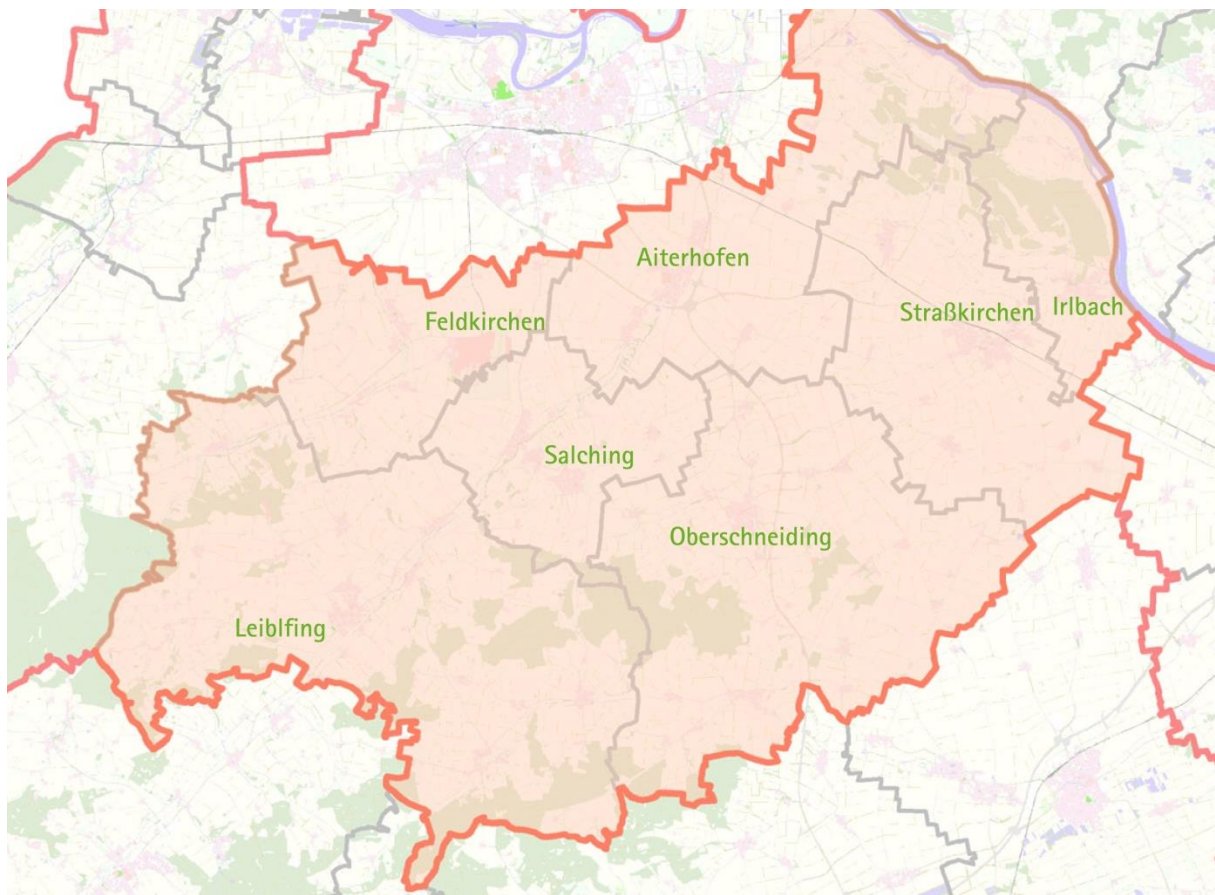 Aiterhofen
Feldkirchen
Straßkirchen
Irlbach
Salching
Oberschneiding
Leiblfing